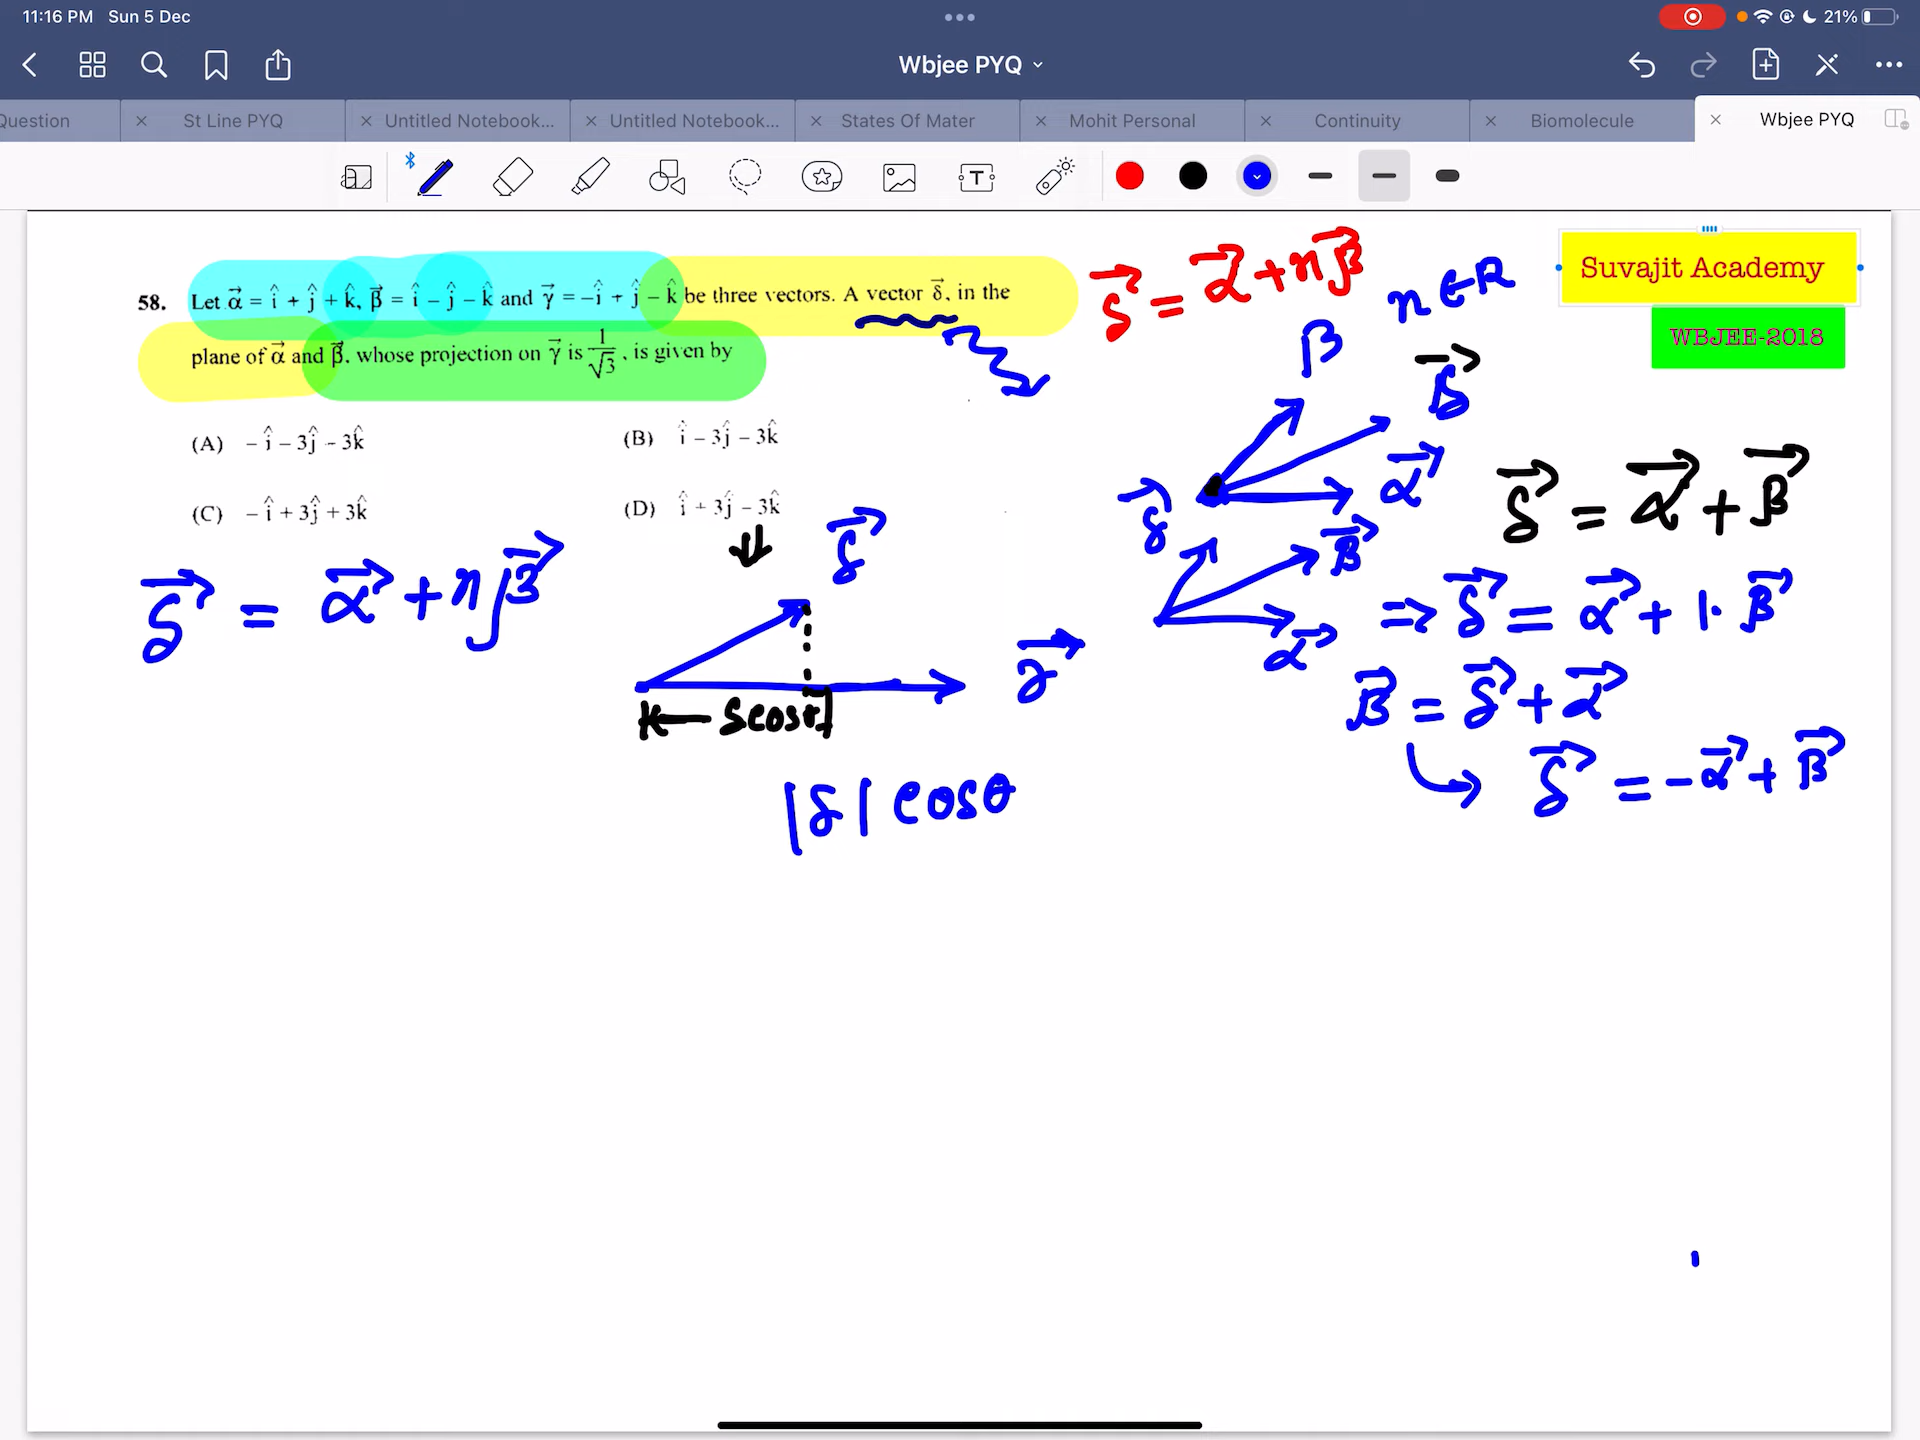 11:16 PM Sun 5 Dec
21%
Wbjee PYQ
Question
St Line PYQ
Untitled Notebook...
Untitled Notebook...
States Of Mater
Mohit Personal
Continuity
Biomolecule
Wbjee PYQ
58. Let α⃗ = î + ĵ + k̂, β⃗ = î − ĵ − k̂ and γ⃗ = −î + ĵ − k̂ be three vectors. A vector δ⃗, in the
plane of α⃗ and β⃗, whose projection on γ⃗ is 1/√3, is given by
(A) −î − 3ĵ − 3k̂
(B) î − 3ĵ − 3k̂
(C) −î + 3ĵ + 3k̂
(D) î + 3ĵ − 3k̂
Suvajit Academy
WBJEE-2018
δ⃗ = α⃗ + nβ⃗
n ∈ R
β
δ⃗
α⃗
δ⃗ = α⃗ + β⃗
δ⃗
β⃗
α⃗
⇒ δ⃗ = α⃗ + 1·β⃗
β⃗ = δ⃗ + α⃗
δ⃗ = −α⃗ + β⃗
δ⃗ = α⃗ + nβ⃗
δ⃗
γ⃗
|δ| cosθ